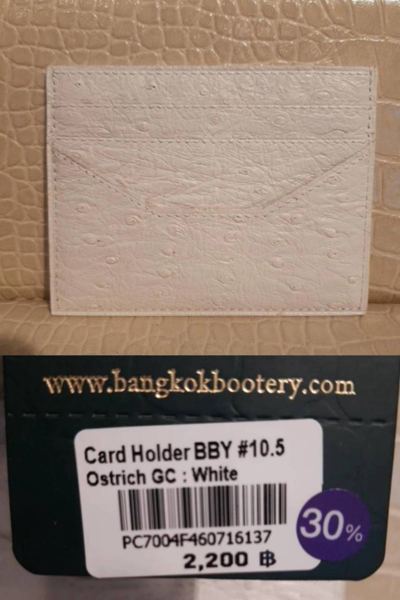 www.bangkokbootery.com
Card Holder BBY #10.5
Ostrich GC : White
PC7004F460716137
2,200 ฿
30%